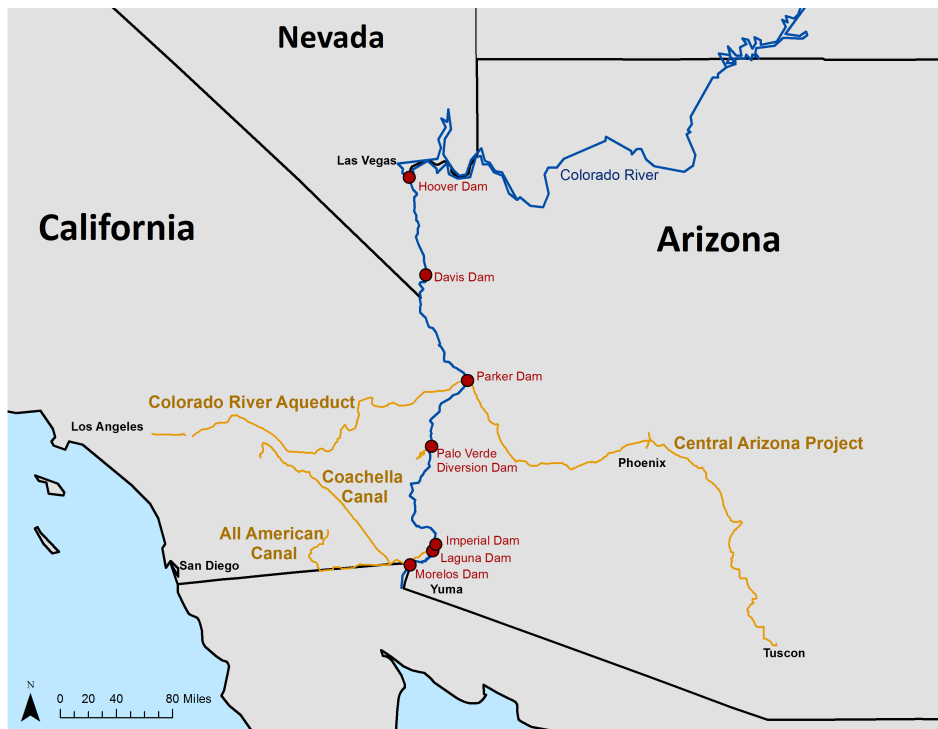 Nevada
Las Vegas
Hoover Dam
Colorado River
California
Arizona
Davis Dam
Parker Dam
Colorado River Aqueduct
Los Angeles
Central Arizona Project
Palo Verde
Diversion Dam
Phoenix
Coachella
Canal
All American
Canal
Imperial Dam
Laguna Dam
San Diego
Morelos Dam
Yuma
Tuscon
N
0 20 40 80 Miles